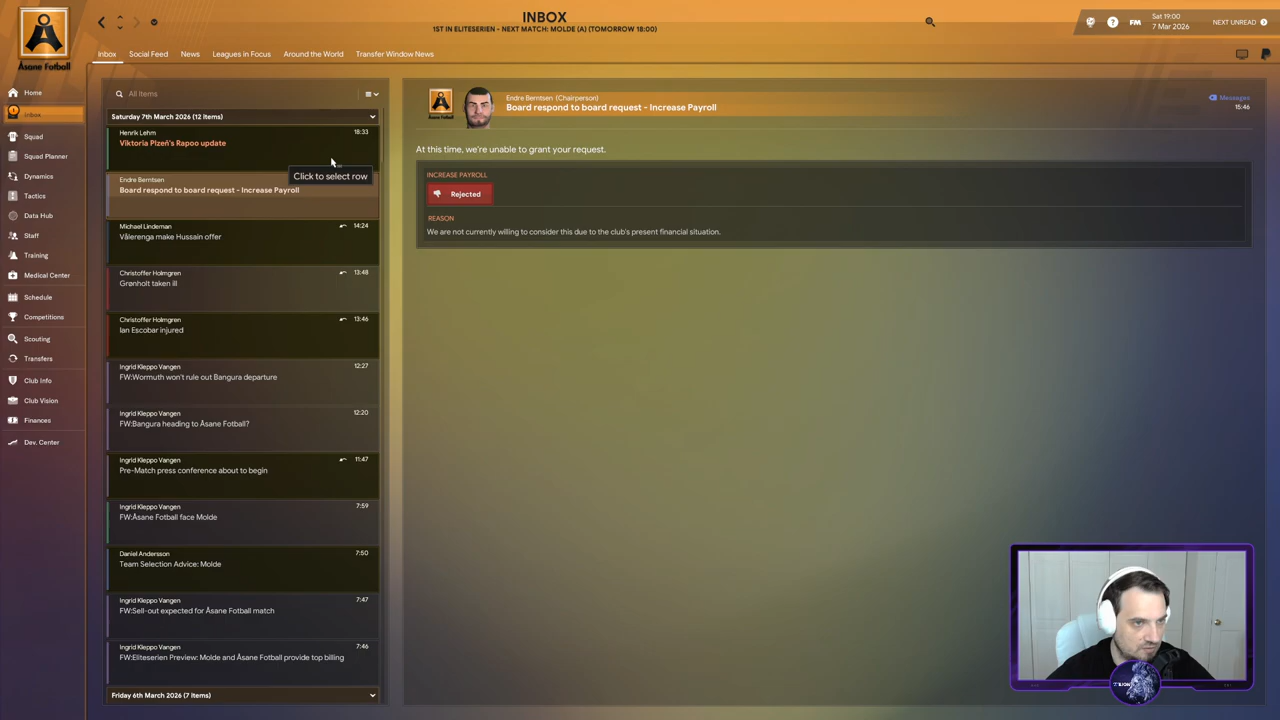 INBOX
1ST IN ELITESERIEN - NEXT MATCH: MOLDE (A) (TOMORROW 18:00)
FM
Sat 19:00
7 Mar 2026
NEXT UNREAD
Åsane Fotball
Inbox
Social Feed
News
Leagues in Focus
Around the World
Transfer Window News
Home
Inbox
Squad
Squad Planner
Dynamics
Tactics
Data Hub
Staff
Training
Medical Center
Schedule
Competitions
Scouting
Transfers
Club Info
Club Vision
Finances
Dev. Center
All Items
Saturday 7th March 2026 (12 Items)
Henrik Lehm
18:33
Viktoria Plzeň's Rapoo update
Click to select row
Endre Berntsen
Board respond to board request - Increase Payroll
Michael Lindeman
14:24
Vålerenga make Hussain offer
Christoffer Holmgren
13:48
Grønholt taken ill
Christoffer Holmgren
13:46
Ian Escobar injured
Ingrid Kleppo Vangen
12:27
FW:Wormuth won't rule out Bangura departure
Ingrid Kleppo Vangen
12:20
FW:Bangura heading to Åsane Fotball?
Ingrid Kleppo Vangen
11:47
Pre-Match press conference about to begin
Ingrid Kleppo Vangen
7:59
FW:Åsane Fotball face Molde
Daniel Andersson
7:50
Team Selection Advice: Molde
Ingrid Kleppo Vangen
7:47
FW:Sell-out expected for Åsane Fotball match
Ingrid Kleppo Vangen
7:46
FW:Eliteserien Preview: Molde and Åsane Fotball provide top billing
Friday 6th March 2026 (7 Items)
Endre Berntsen (Chairperson)
Board respond to board request - Increase Payroll
Messages
15:46
At this time, we're unable to grant your request.
INCREASE PAYROLL
Rejected
REASON
We are not currently willing to consider this due to the club's present financial situation.